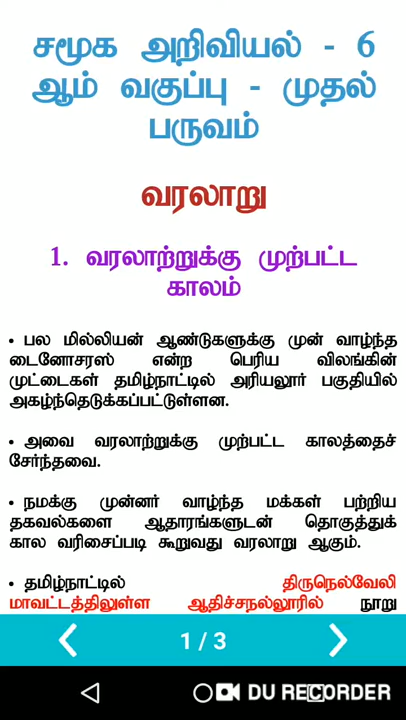 சமூக அறிவியல் - 6
ஆம் வகுப்பு - முதல்
பருவம்
வரலாறு
1. வரலாற்றுக்கு முற்பட்ட
காலம்
• பல மில்லியன் ஆண்டுகளுக்கு முன் வாழ்ந்த
டைனோசரஸ் என்ற பெரிய விலங்கின்
முட்டைகள் தமிழ்நாட்டில் அரியலூர் பகுதியில்
அகழ்ந்தெடுக்கப்பட்டுள்ளன.
• அவை வரலாற்றுக்கு முற்பட்ட காலத்தைச்
சேர்ந்தவை.
• நமக்கு முன்னர் வாழ்ந்த மக்கள் பற்றிய
தகவல்களை ஆதாரங்களுடன் தொகுத்துக்
கால வரிசைப்படி கூறுவது வரலாறு ஆகும்.
• தமிழ்நாட்டில் திருநெல்வேலி
மாவட்டத்திலுள்ள ஆதிச்சநல்லூரில் நூறு
1 / 3
DU RECORDER